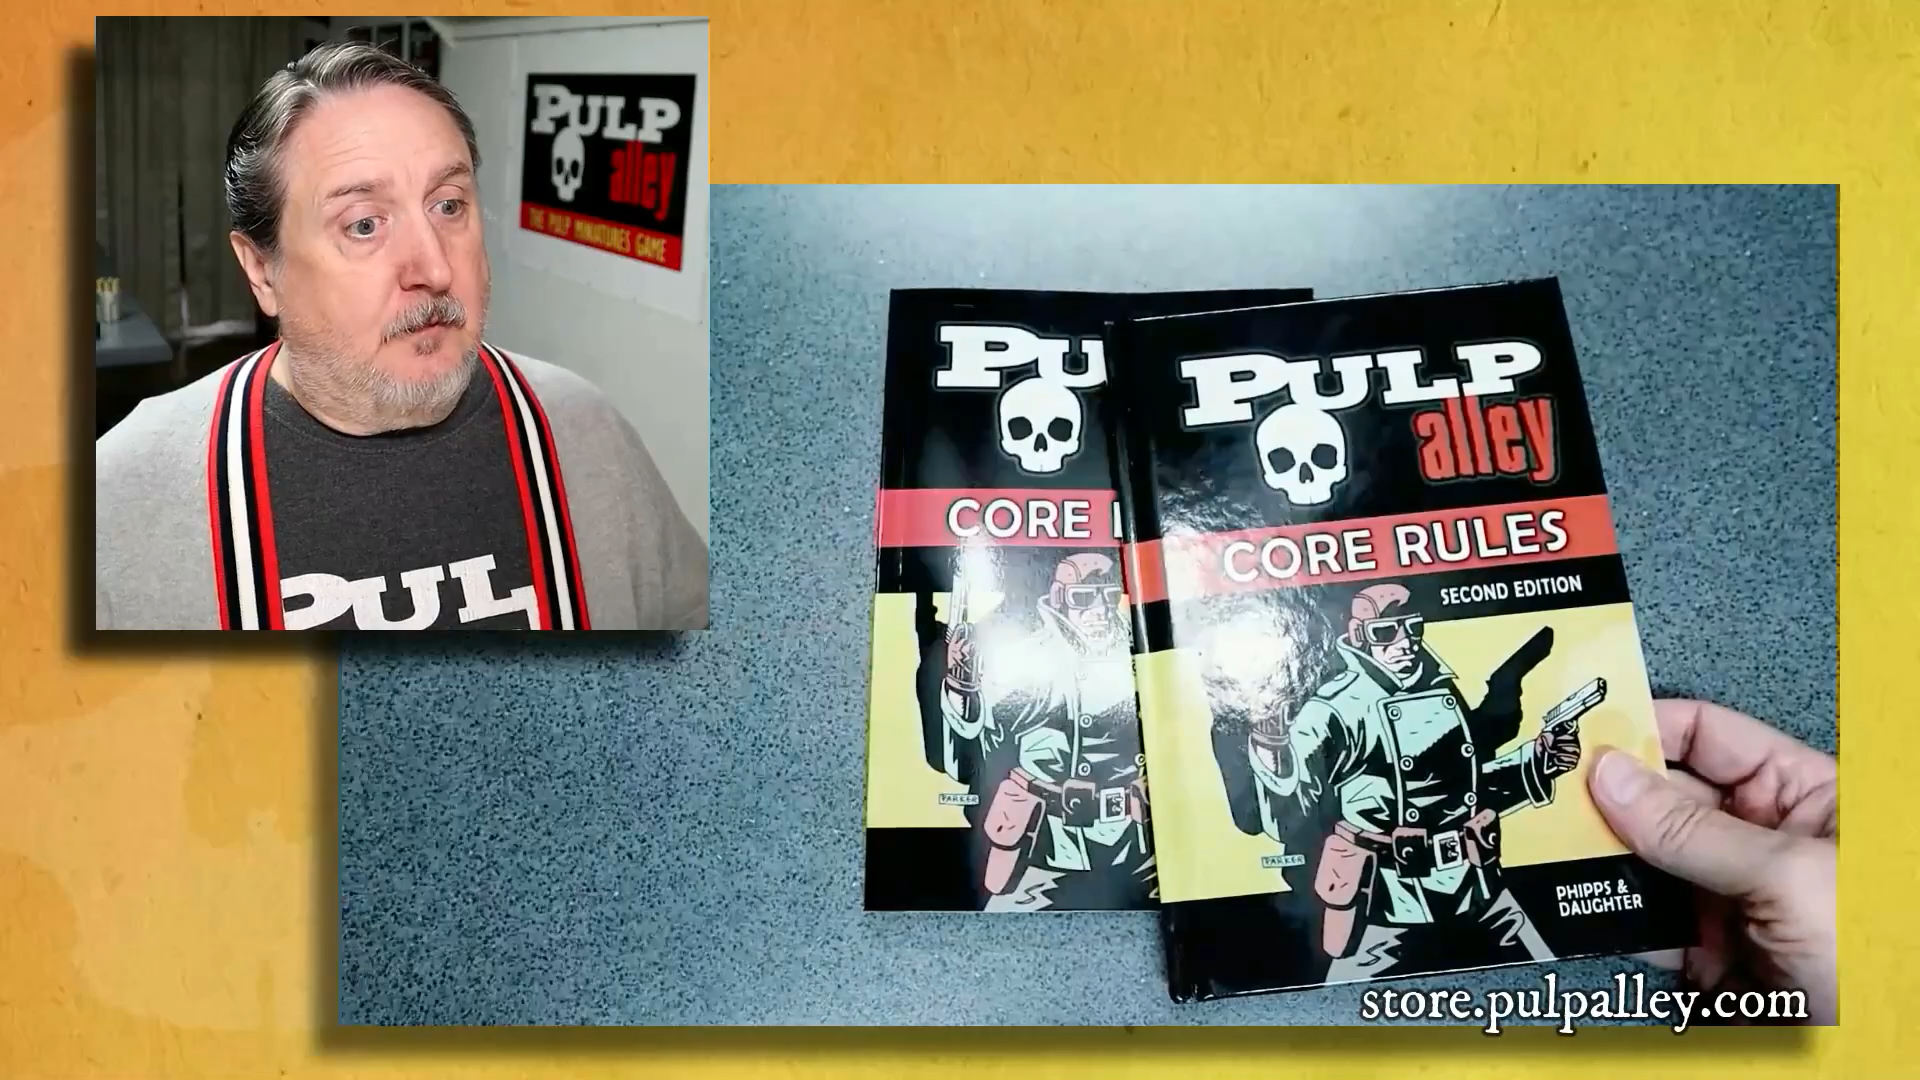 PULP
alley
THE PULP MINIATURES GAME
PUL
PU
CORE
PARKER
PULP
alley
CORE RULES
SECOND EDITION
PARKER
PHIPPS &
DAUGHTER
store.pulpalley.com